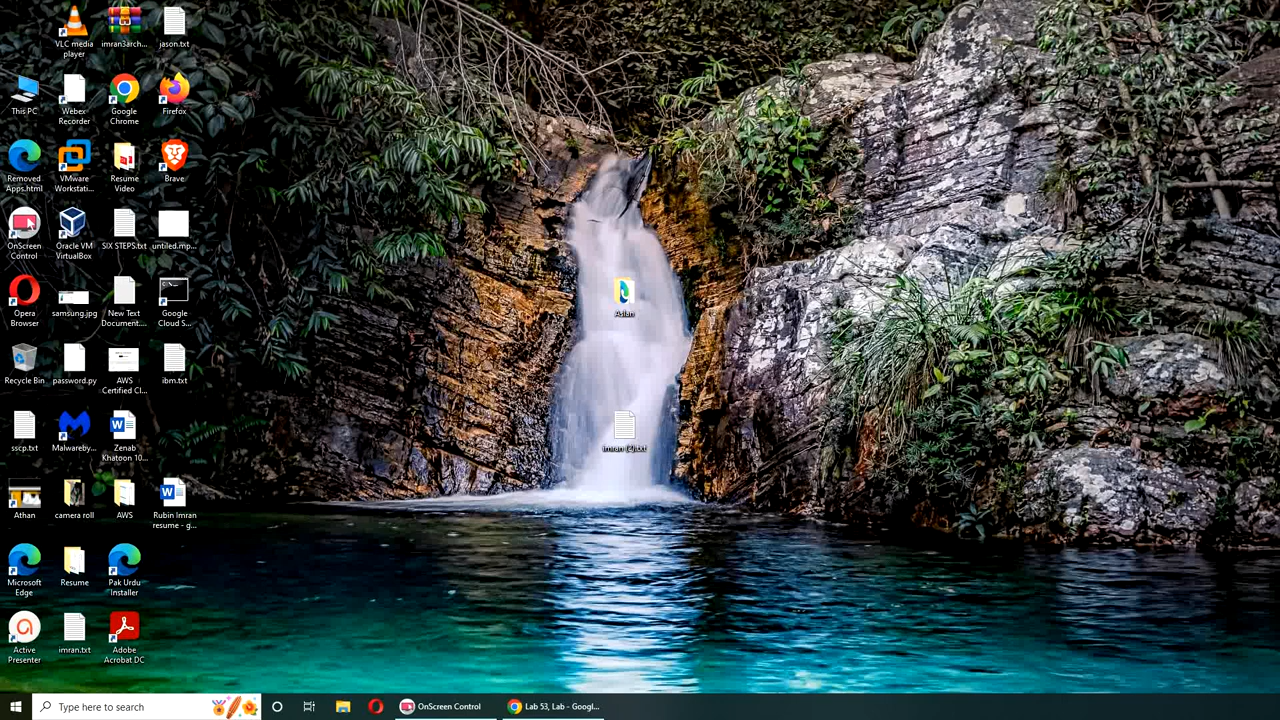 VLC media
player
imran3arch...
jason.txt
This PC
Webex
Recorder
Google
Chrome
Firefox
Removed
Apps.html
VMware
Workstati...
Resume
Video
Brave
OnScreen
Control
Oracle VM
VirtualBox
SIX STEPS.txt
untiled.mp...
Opera
Browser
samsung.jpg
New Text
Document....
Google
Cloud S...
Aslan
Recycle Bin
password.py
AWS
Certified Cl...
ibm.txt
sscp.txt
Malwareby...
Zenab
Khatoon 10...
imran (2).txt
Athan
camera roll
AWS
Rubin Imran
resume - g...
Microsoft
Edge
Resume
Pak Urdu
Installer
Active
Presenter
imran.txt
Adobe
Acrobat DC
Type here to search
OnScreen Control
Lab 53, Lab - Googl...